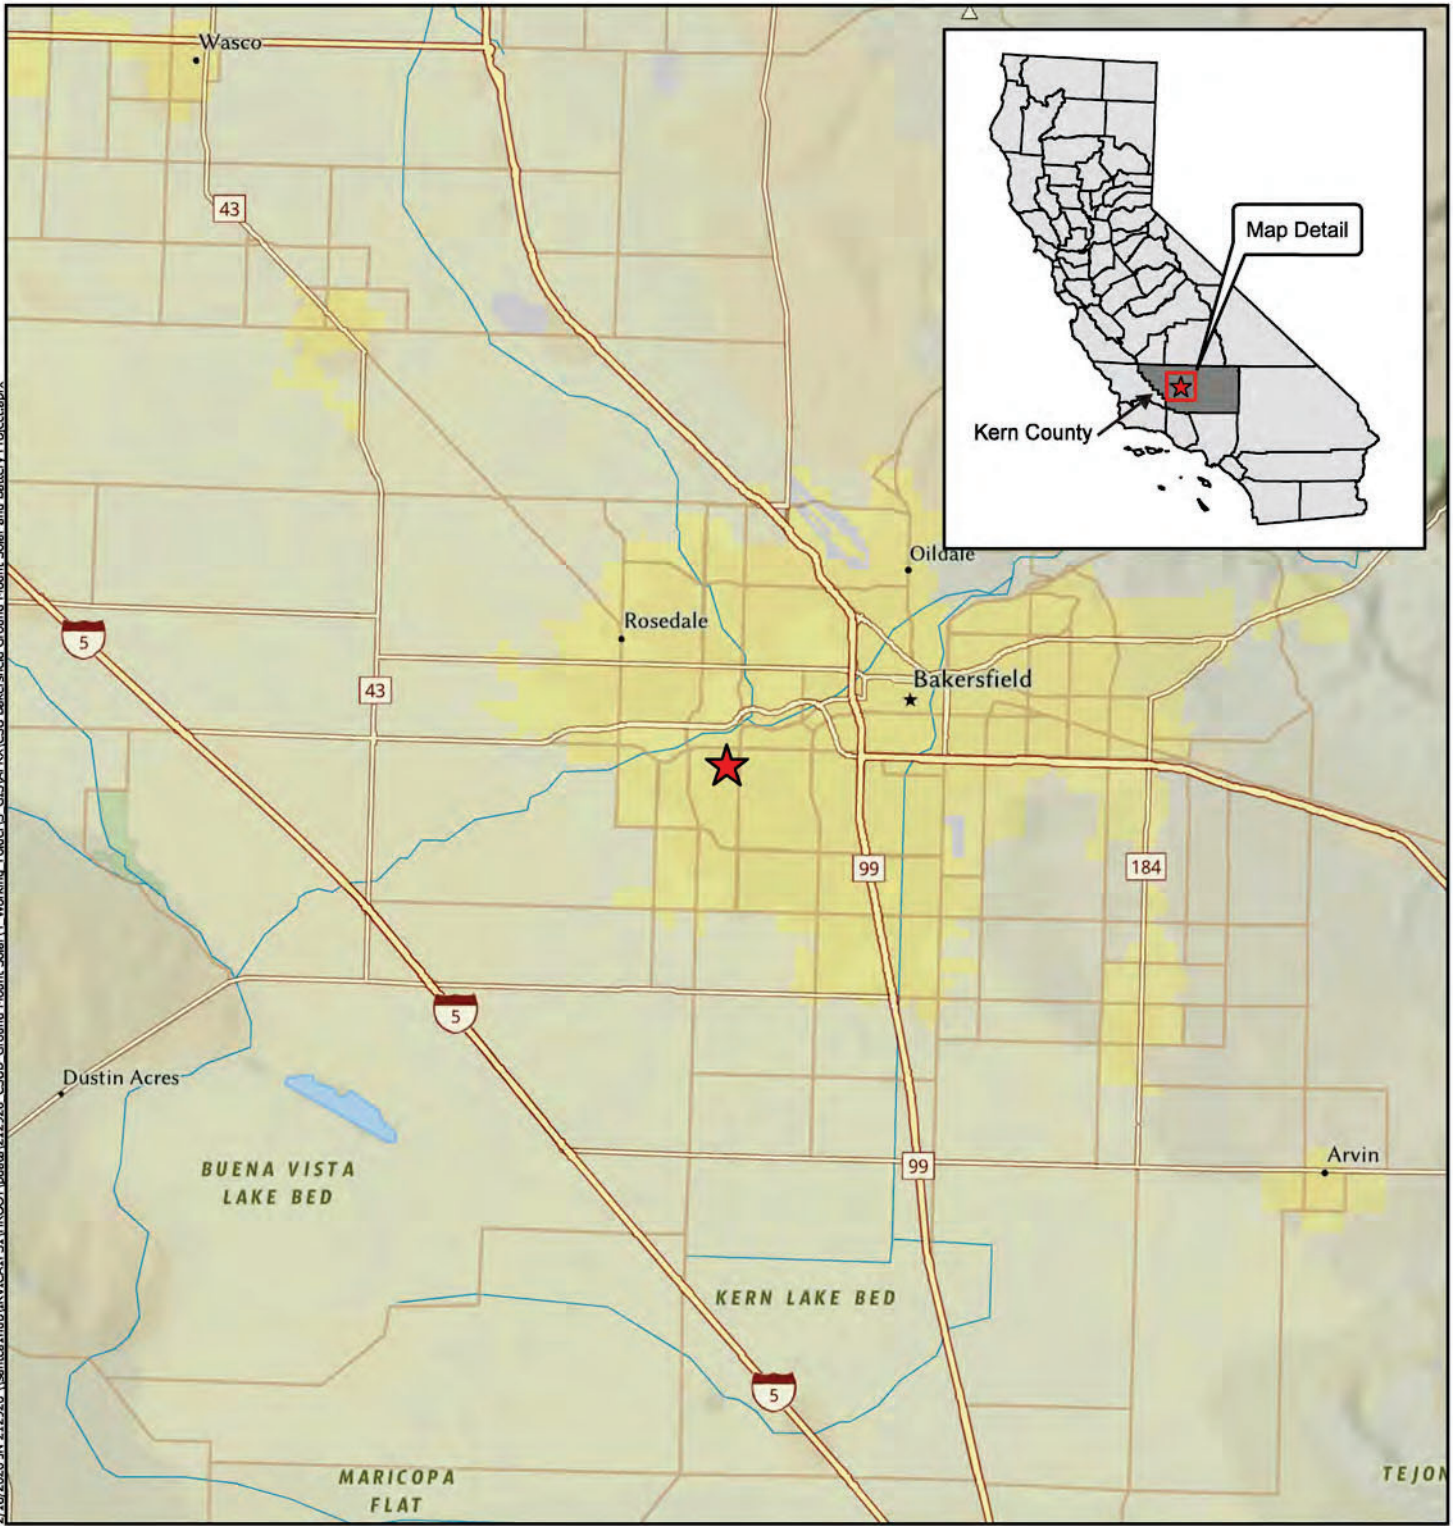 Wasco
43
Map Detail
Kern County
Oildale
Rosedale
5
43
Bakersfield
99
184
5
Dustin Acres
BUENA VISTA
LAKE BED
99
Arvin
KERN LAKE BED
5
MARICOPA
FLAT
TEJON